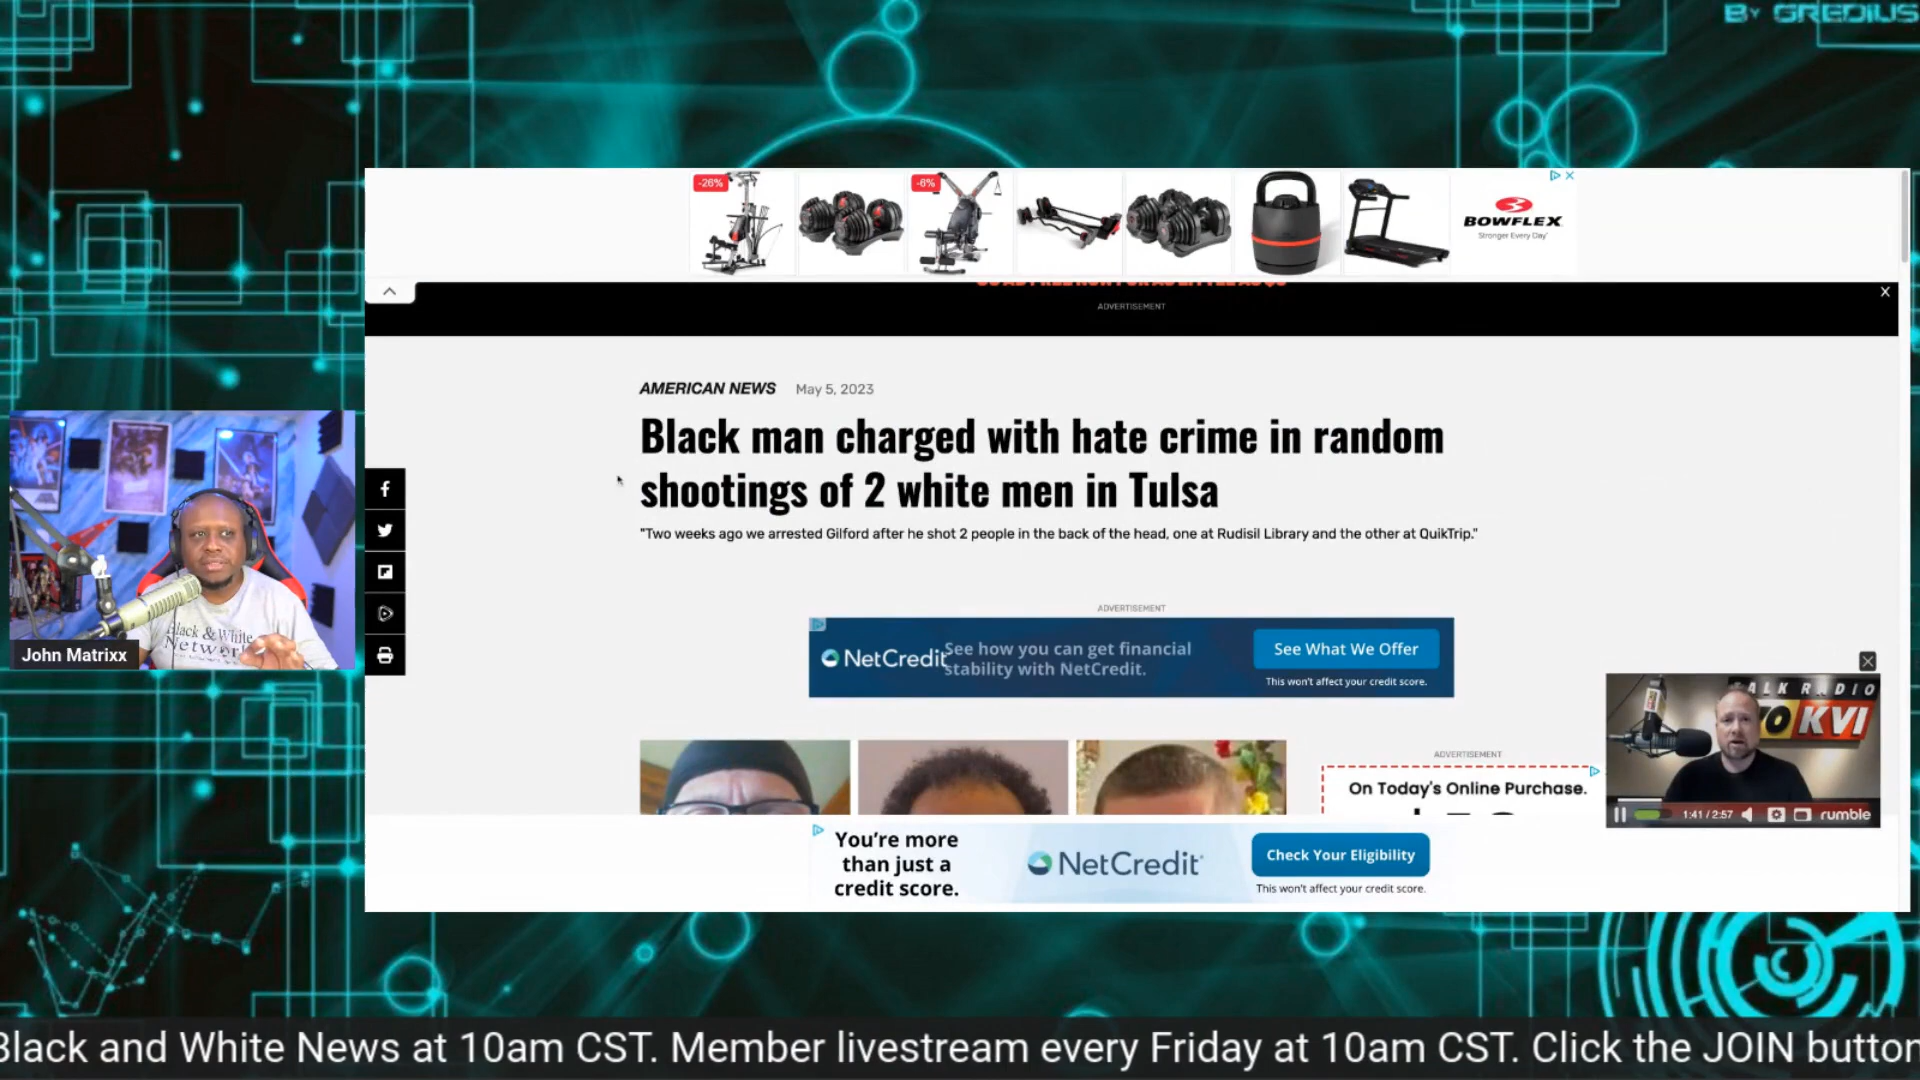 BY GREDIUS
-26%
-6%
BOWFLEX
Stronger Every Day
ADVERTISEMENT
AMERICAN NEWS May 5, 2023
Black man charged with hate crime in random
shootings of 2 white men in Tulsa
"Two weeks ago we arrested Gilford after he shot 2 people in the back of the head, one at Rudisil Library and the other at QuikTrip."
ADVERTISEMENT
NetCredit
See how you can get financial
stability with NetCredit.
See What We Offer
This won't affect your credit score.
Black & White
Network
John Matrixx
ADVERTISEMENT
On Today's Online Purchase.
ALK RADIO
O KVI
1:41 / 2:57
rumble
You're more
than just a
credit score.
NetCredit
Check Your Eligibility
This won't affect your credit score.
Black and White News at 10am CST. Member livestream every Friday at 10am CST. Click the JOIN button